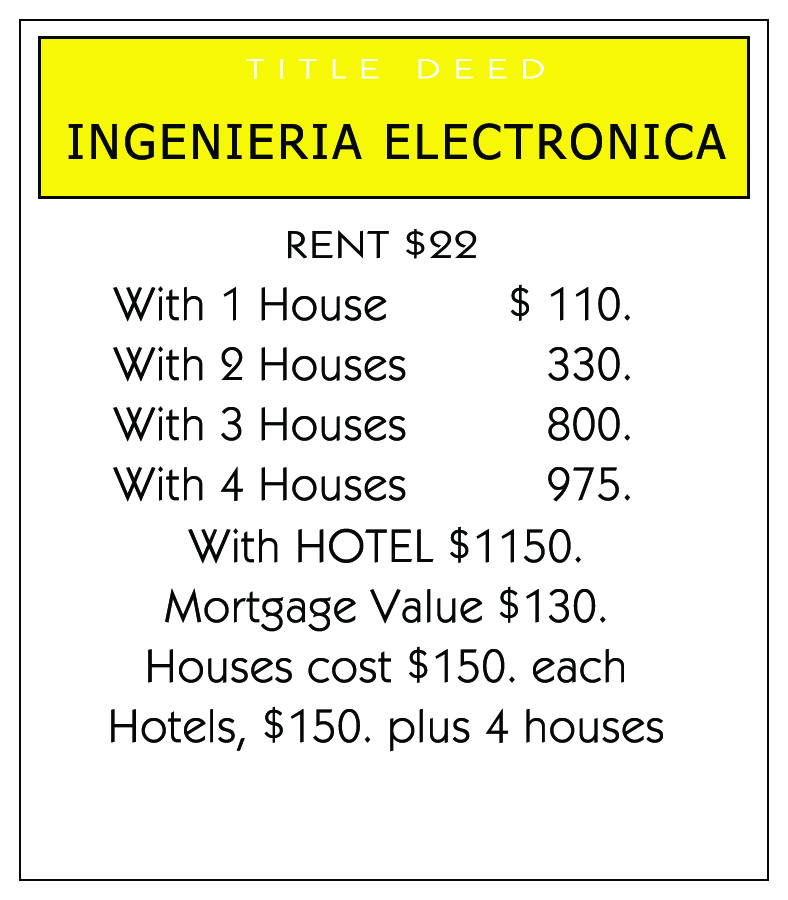 TITLE DEED
INGENIERIA ELECTRONICA
RENT $22
With 1 House $ 110.
With 2 Houses 330.
With 3 Houses 800.
With 4 Houses 975.
With HOTEL $1150.
Mortgage Value $130.
Houses cost $150. each
Hotels, $150. plus 4 houses